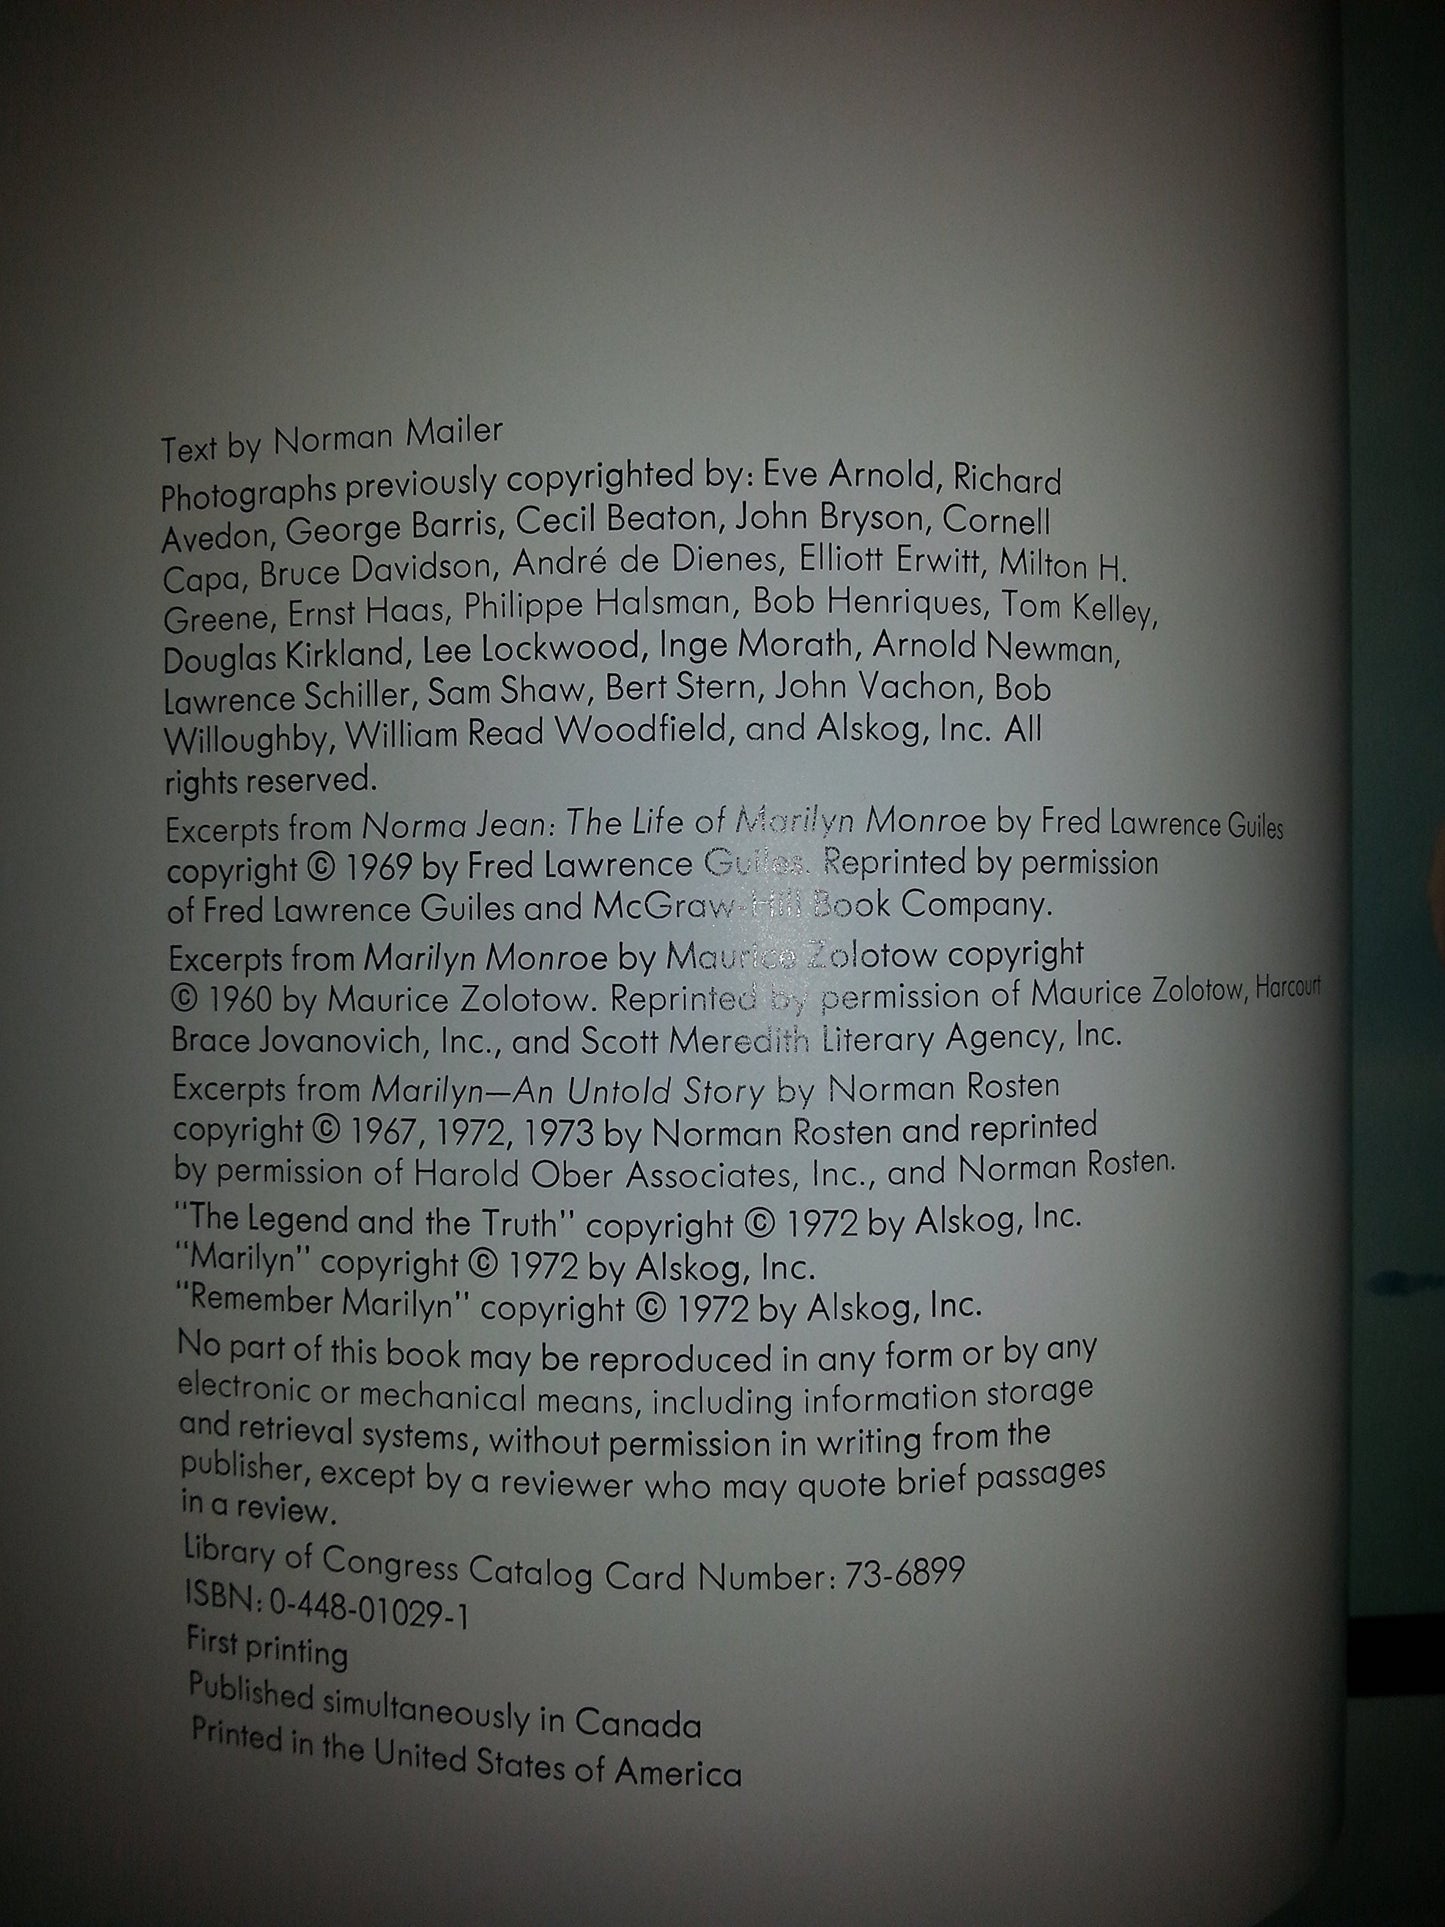 Text by Norman Mailer
Photographs previously copyrighted by: Eve Arnold, Richard
Avedon, George Barris, Cecil Beaton, John Bryson, Cornell
Capa, Bruce Davidson, André de Dienes, Elliott Erwitt, Milton H.
Greene, Ernst Haas, Philippe Halsman, Bob Henriques, Tom Kelley,
Douglas Kirkland, Lee Lockwood, Inge Morath, Arnold Newman,
Lawrence Schiller, Sam Shaw, Bert Stern, John Vachon, Bob
Willoughby, William Read Woodfield, and Alskog, Inc. All
rights reserved.
Excerpts from Norma Jean: The Life of Marilyn Monroe by Fred Lawrence Guiles
copyright © 1969 by Fred Lawrence Guiles. Reprinted by permission
of Fred Lawrence Guiles and McGraw-Hill Book Company.
Excerpts from Marilyn Monroe by Maurice Zolotow copyright
© 1960 by Maurice Zolotow. Reprinted by permission of Maurice Zolotow, Harcourt
Brace Jovanovich, Inc., and Scott Meredith Literary Agency, Inc.
Excerpts from Marilyn—An Untold Story by Norman Rosten
copyright © 1967, 1972, 1973 by Norman Rosten and reprinted
by permission of Harold Ober Associates, Inc., and Norman Rosten.
"The Legend and the Truth" copyright © 1972 by Alskog, Inc.
"Marilyn" copyright © 1972 by Alskog, Inc.
"Remember Marilyn" copyright © 1972 by Alskog, Inc.
No part of this book may be reproduced in any form or by any
electronic or mechanical means, including information storage
and retrieval systems, without permission in writing from the
publisher, except by a reviewer who may quote brief passages
in a review.
Library of Congress Catalog Card Number: 73-6899
ISBN: 0-448-01029-1
First printing
Published simultaneously in Canada
Printed in the United States of America